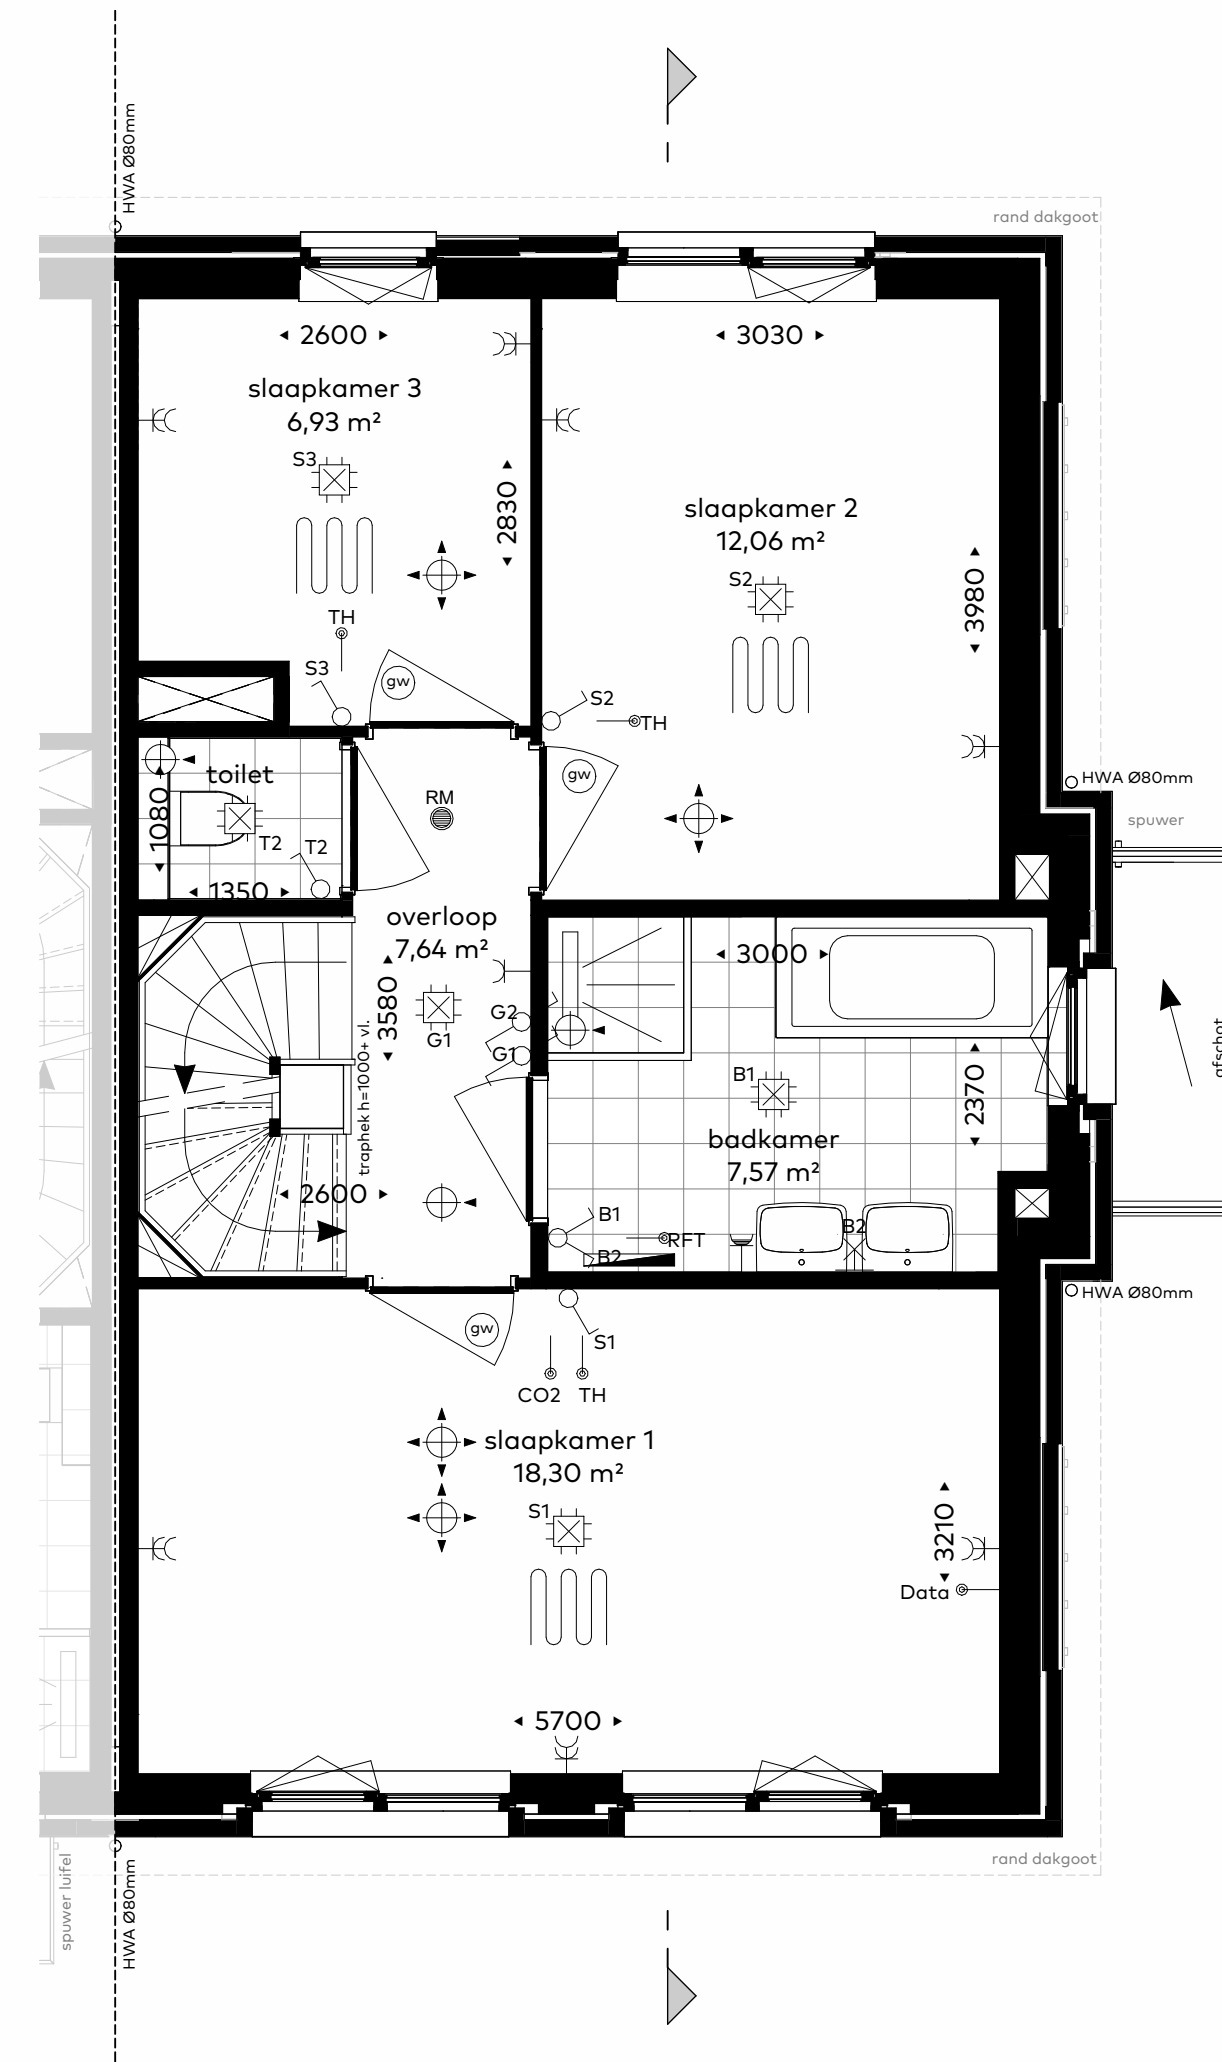 HWA Ø80mm
rand dakgoot
2600
3030
slaapkamer 3
6,93 m²
S3
2830
slaapkamer 2
12,06 m²
S2
3980
TH
S3
gw
S2
TH
toilet
1080
T2
T2
1350
RM
gw
HWA Ø80mm
spuwer
overloop
7,64 m²
3580
G1
G2
G1
traphek h=1000+ vl.
2600
3000
B1
2370
badkamer
7,57 m²
B1
B2
RFT
B2
afschot
HWA Ø80mm
gw
S1
CO2
TH
slaapkamer 1
18,30 m²
S1
3210
Data
5700
rand dakgoot
spuwer luifel
HWA Ø80mm